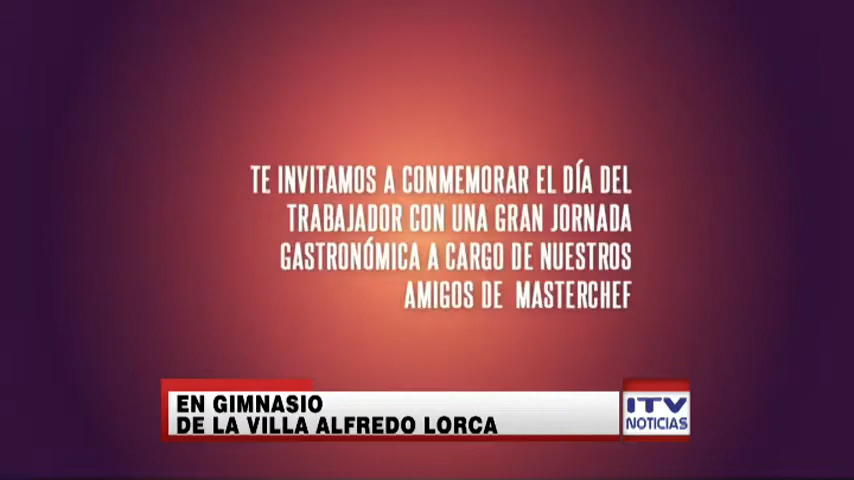 TE INVITAMOS A CONMEMORAR EL DÍA DEL
TRABAJADOR CON UNA GRAN JORNADA
GASTRONÓMICA A CARGO DE NUESTROS
AMIGOS DE MASTERCHEF
EN GIMNASIO
DE LA VILLA ALFREDO LORCA
ITV
NOTICIAS